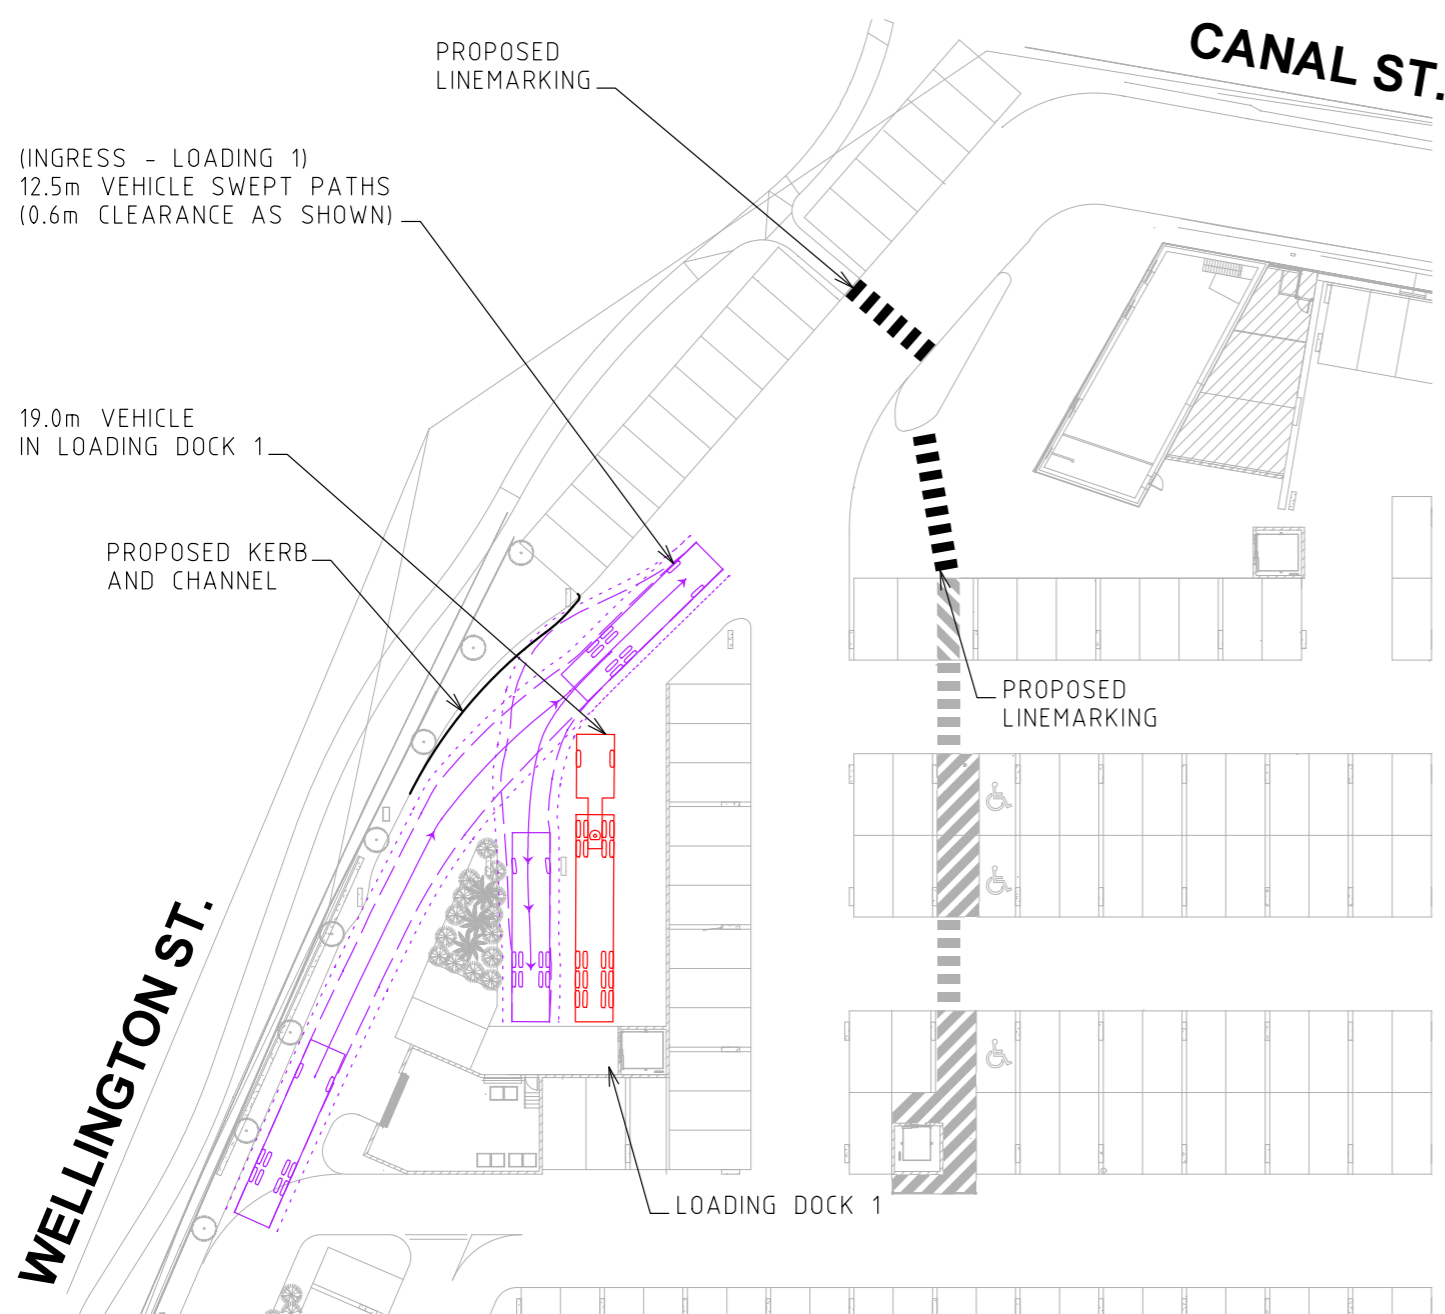 CANAL ST.
PROPOSED
LINEMARKING
(INGRESS - LOADING 1)
12.5m VEHICLE SWEPT PATHS
(0.6m CLEARANCE AS SHOWN)
19.0m VEHICLE
IN LOADING DOCK 1
PROPOSED KERB
AND CHANNEL
PROPOSED
LINEMARKING
WELLINGTON ST.
LOADING DOCK 1